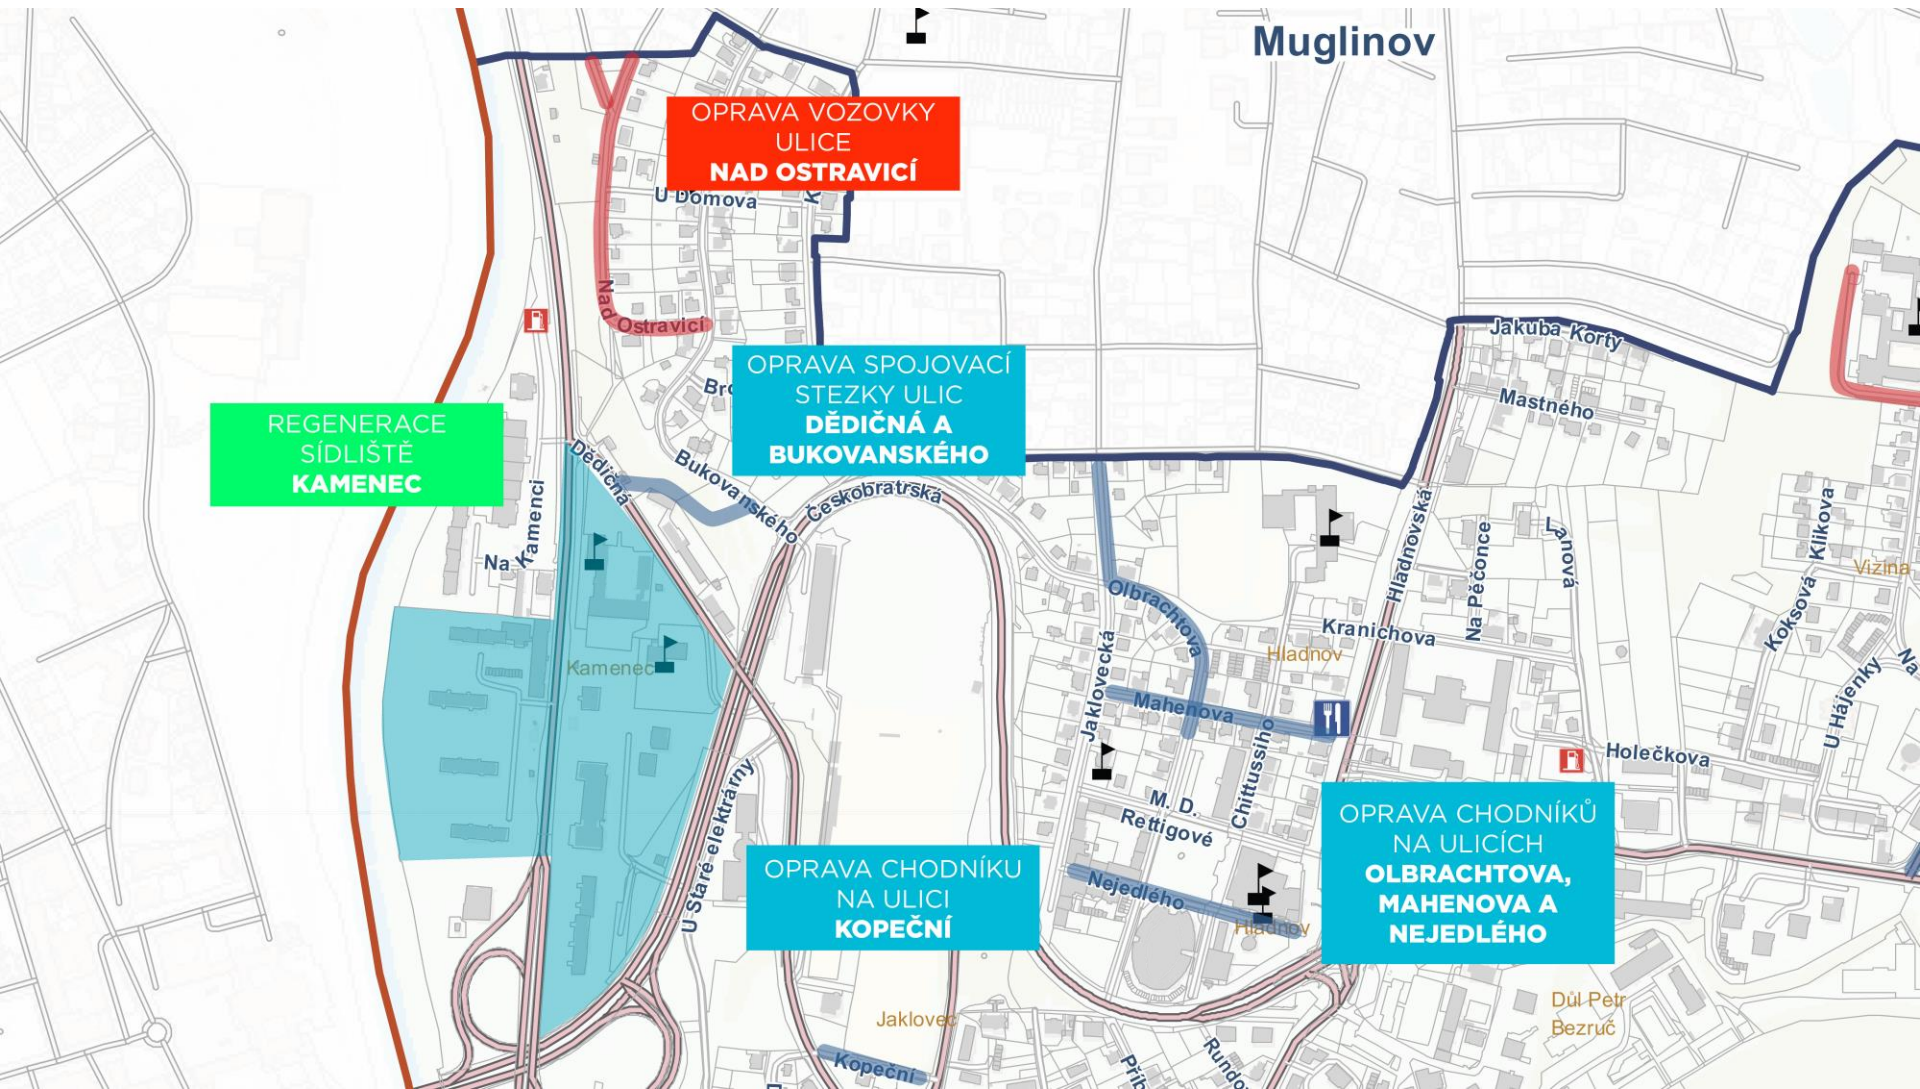 Muglinov
OPRAVA VOZOVKY
ULICE
NAD OSTRAVICÍ
U Domova
Nad Ostravicí
Jakuba Korty
OPRAVA SPOJOVACÍ
STEZKY ULIC
DĚDIČNÁ A
BUKOVANSKÉHO
Mastného
REGENERACE
SÍDLIŠTĚ
KAMENEC
Dědičná
Bukovanského
Českobratrská
Na Kamenci
Hladnovská
Na Pěčonce
Lanová
Koksová
Klikova
Vizina
Olbrachtova
Kranichova
Hladnov
Kamenec
Jaklovecká
Mahenova
Chittussiho
U Hájenky
Na
Holečkova
U Staré elektrárny
M. D.
Rettigové
OPRAVA CHODNÍKŮ
NA ULICÍCH
OLBRACHTOVA,
MAHENOVA A
NEJEDLÉHO
OPRAVA CHODNÍKU
NA ULICI
KOPEČNÍ
Nejedlého
Hladnov
Důl Petr
Bezruč
Jaklovec
Kopeční